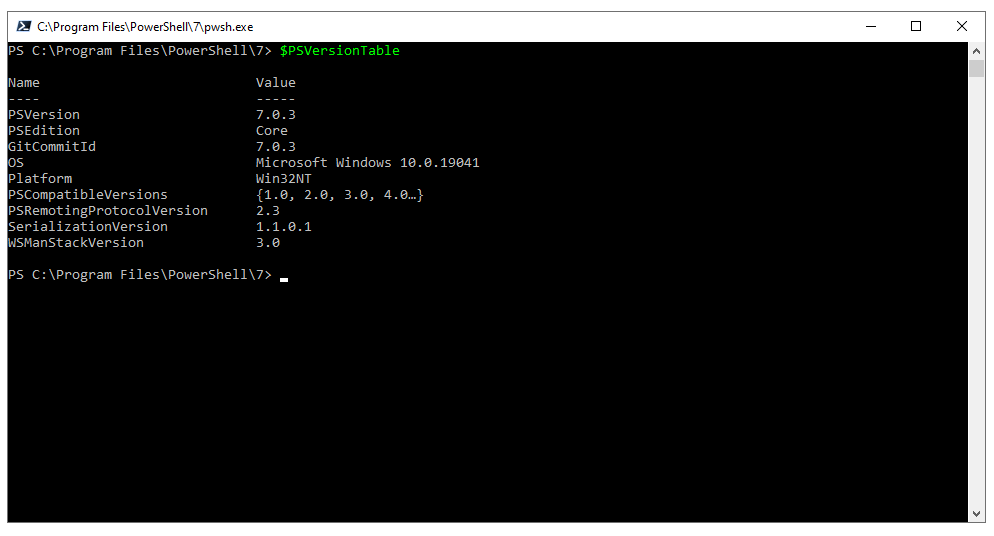 C:\Program Files\PowerShell\7\pwsh.exe
PS C:\Program Files\PowerShell\7> $PSVersionTable
Name                           Value
----                           -----
PSVersion                      7.0.3
PSEdition                      Core
GitCommitId                    7.0.3
OS                             Microsoft Windows 10.0.19041
Platform                       Win32NT
PSCompatibleVersions           {1.0, 2.0, 3.0, 4.0…}
PSRemotingProtocolVersion      2.3
SerializationVersion           1.1.0.1
WSManStackVersion              3.0
PS C:\Program Files\PowerShell\7>